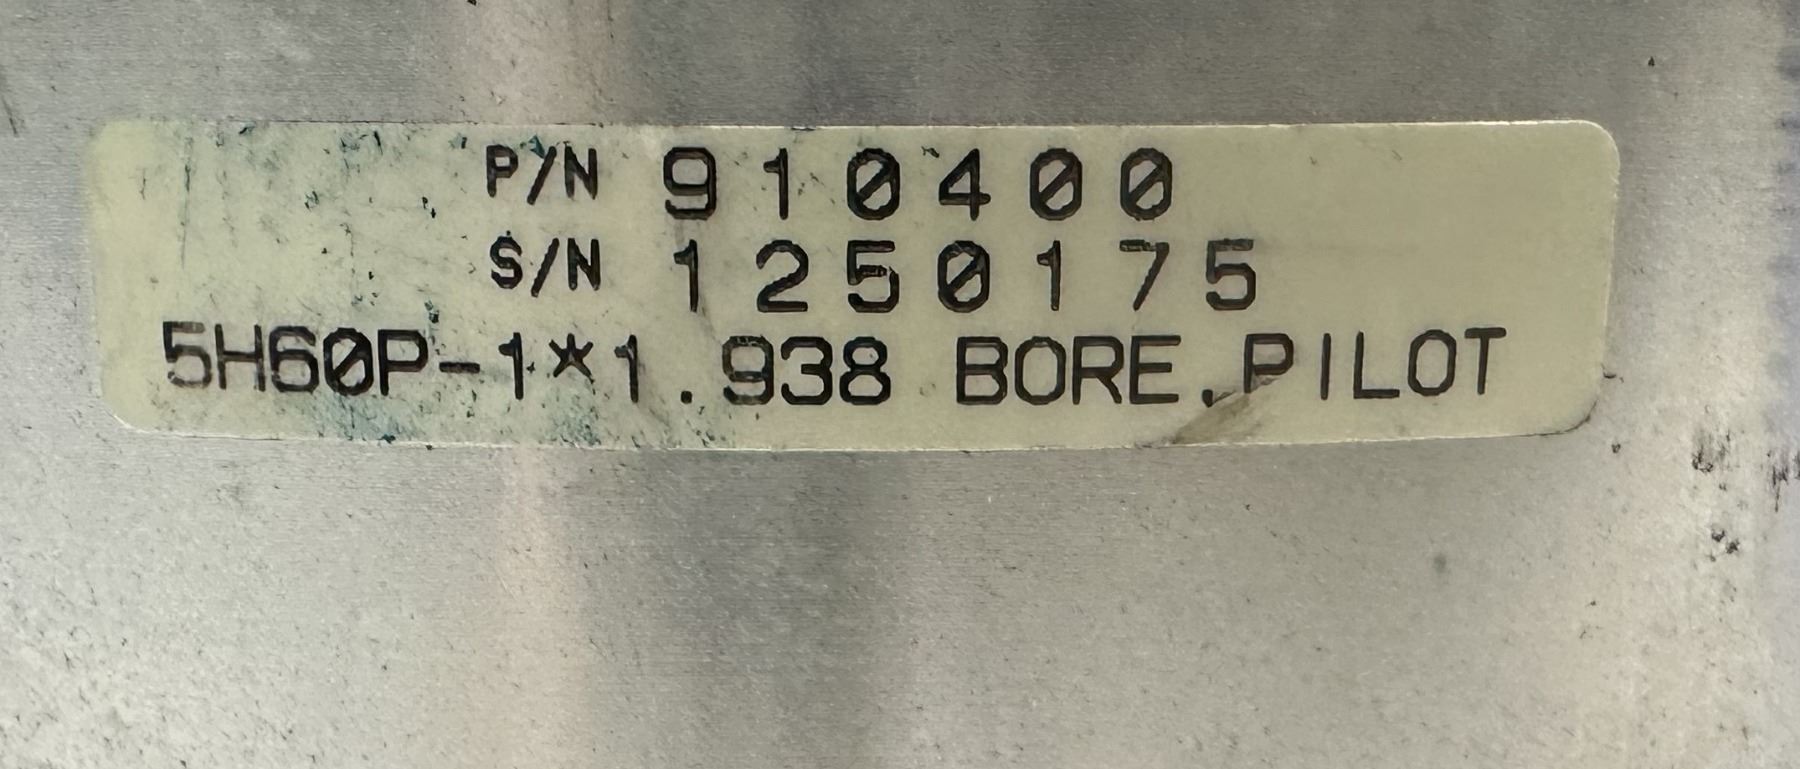 P/N 910400
S/N 1250175
5H60P-1*1.938 BORE,PILOT